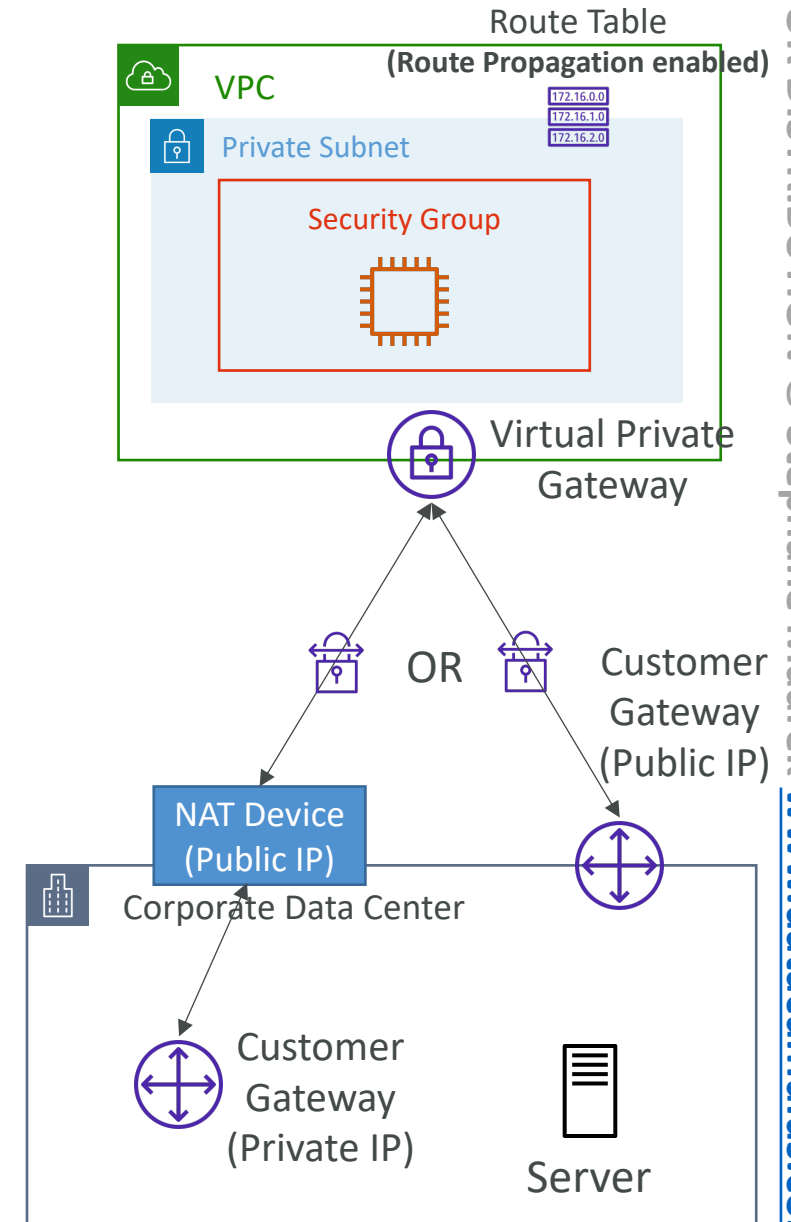 Route Table
(Route Propagation enabled)
VPC
172.16.0.0
172.16.1.0
172.16.2.0
Private Subnet
Security Group
Virtual Private
Gateway
OR
Customer
Gateway
(Public IP)
NAT Device
(Public IP)
Corporate Data Center
Customer
Gateway
(Private IP)
Server